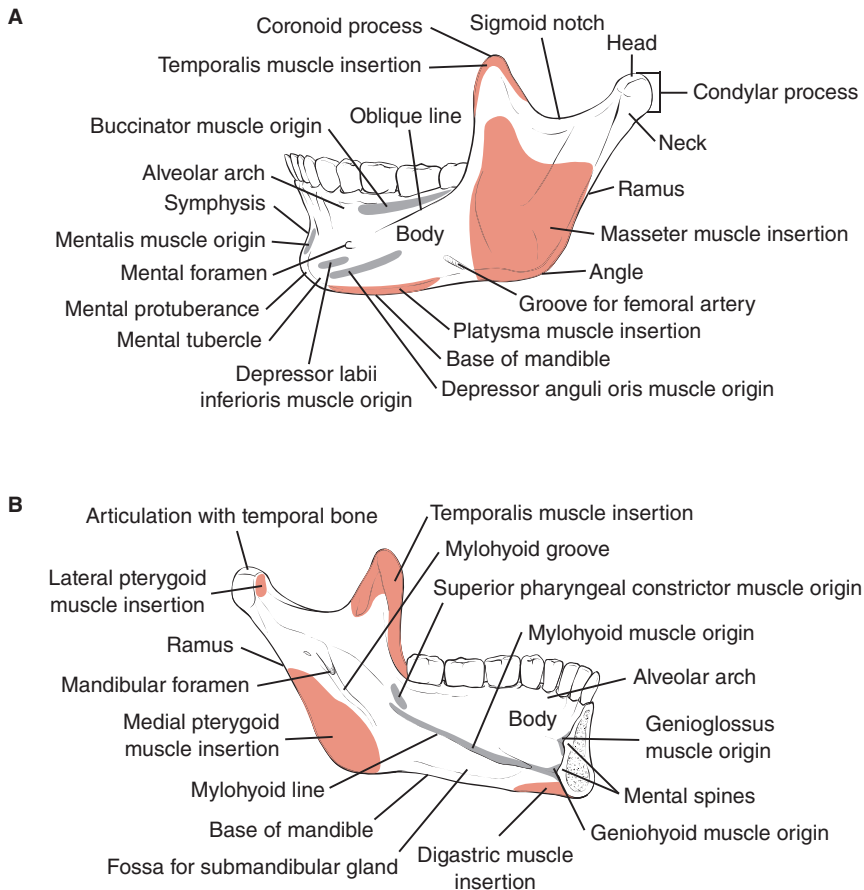 A
Coronoid process
Sigmoid notch
Head
Temporalis muscle insertion
Condylar process
Buccinator muscle origin
Oblique line
Neck
Alveolar arch
Ramus
Symphysis
Body
Masseter muscle insertion
Mentalis muscle origin
Mental foramen
Angle
Mental protuberance
Groove for femoral artery
Mental tubercle
Platysma muscle insertion
Base of mandible
Depressor labii
inferioris muscle origin
Depressor anguli oris muscle origin
B
Articulation with temporal bone
Temporalis muscle insertion
Mylohyoid groove
Lateral pterygoid
muscle insertion
Superior pharyngeal constrictor muscle origin
Ramus
Mylohyoid muscle origin
Mandibular foramen
Alveolar arch
Medial pterygoid
muscle insertion
Body
Genioglossus
muscle origin
Mylohyoid line
Mental spines
Base of mandible
Geniohyoid muscle origin
Fossa for submandibular gland
Digastric muscle
insertion